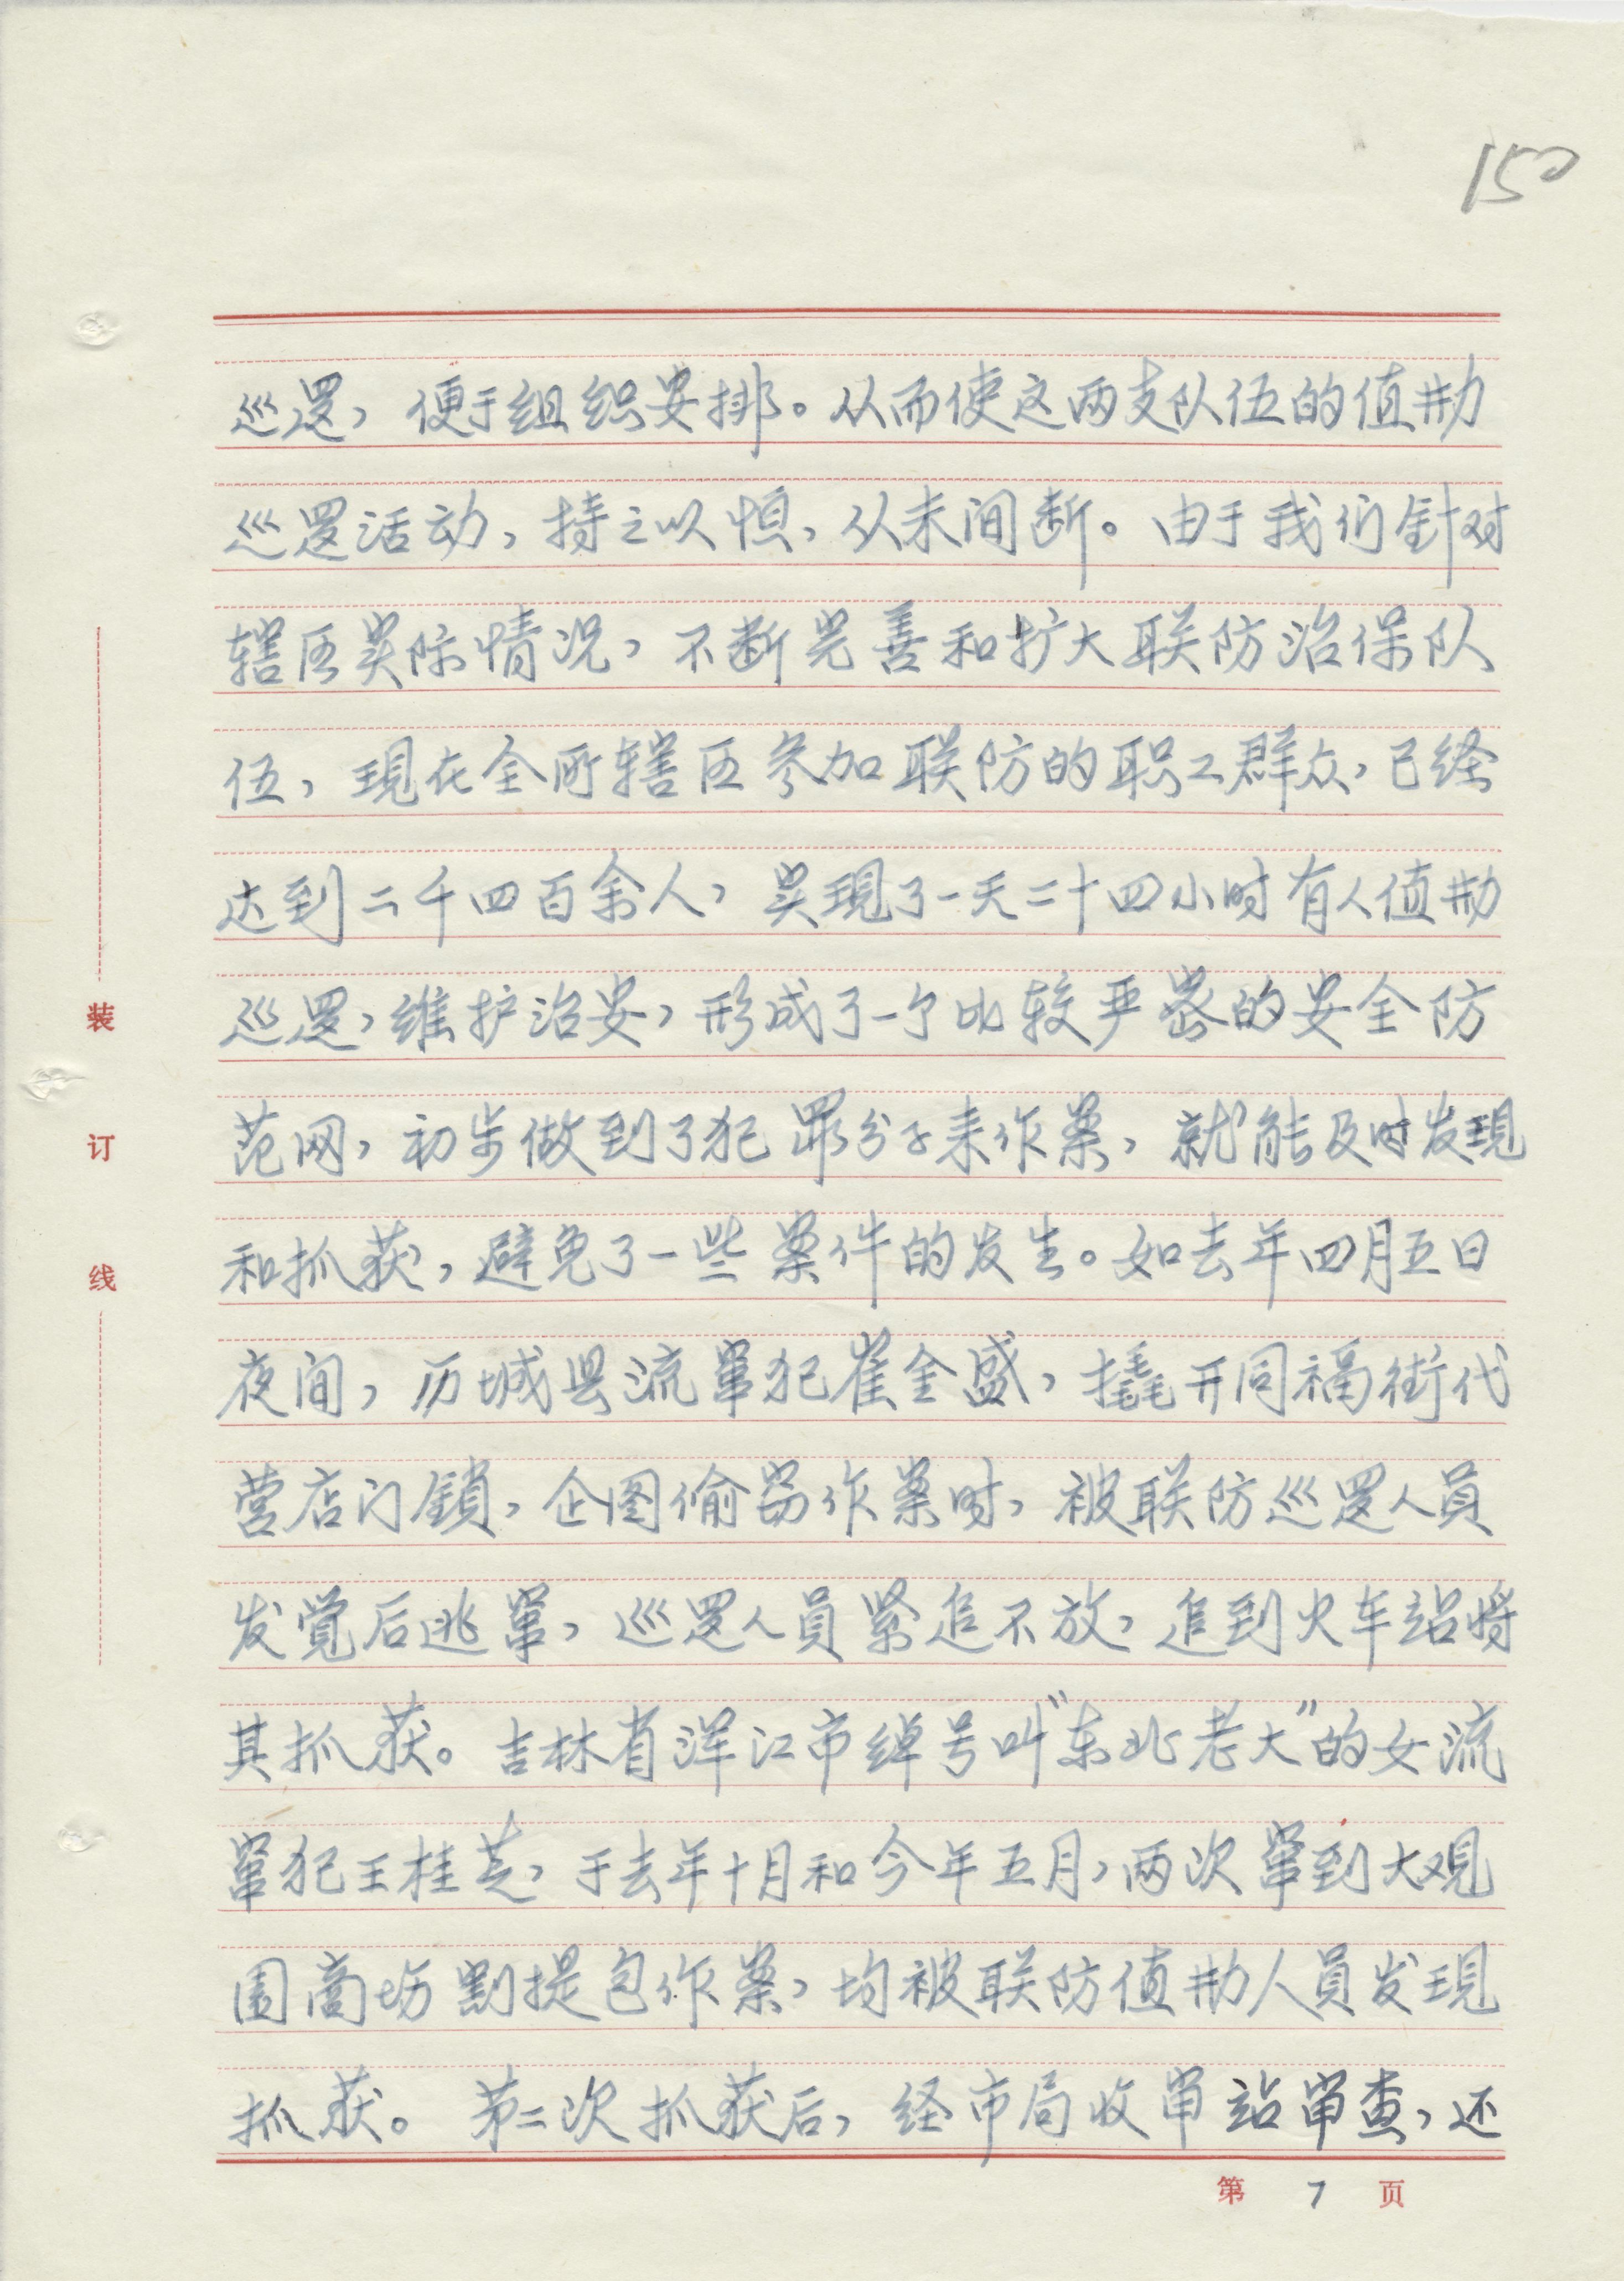 150
巡逻，便于组织安排。从而使这两支队伍的值勤
巡逻活动，持之以恒，从未间断。由于我们针对
辖区实际情况，不断完善和扩大联防治保队
伍，現在全所辖区参加联防的职工群众，已经
达到二千四百余人，实現了一天二十四小时有人值勤
巡逻，维护治安，形成了一个比较严密的安全防
范网，初步做到了犯罪分子来作案，就能及时发現
和抓获，避免了一些案件的发生。如去年四月五日
夜间，历城县流窜犯崔金盛，撬开同福街代
营店门鎖，企图偷窃作案时，被联防巡逻人員
发覚后逃窜，巡逻人員紧追不放，追到火车站将
其抓获。吉林省浑江市绰号叫"东北老大"的女流
窜犯王桂芝，于去年十月和今年五月，两次窜到大观
园商场割提包作案，均被联防值勤人員发現
抓获。第二次抓获后，经市局收审站审查，还
装
订
线
第 7 页